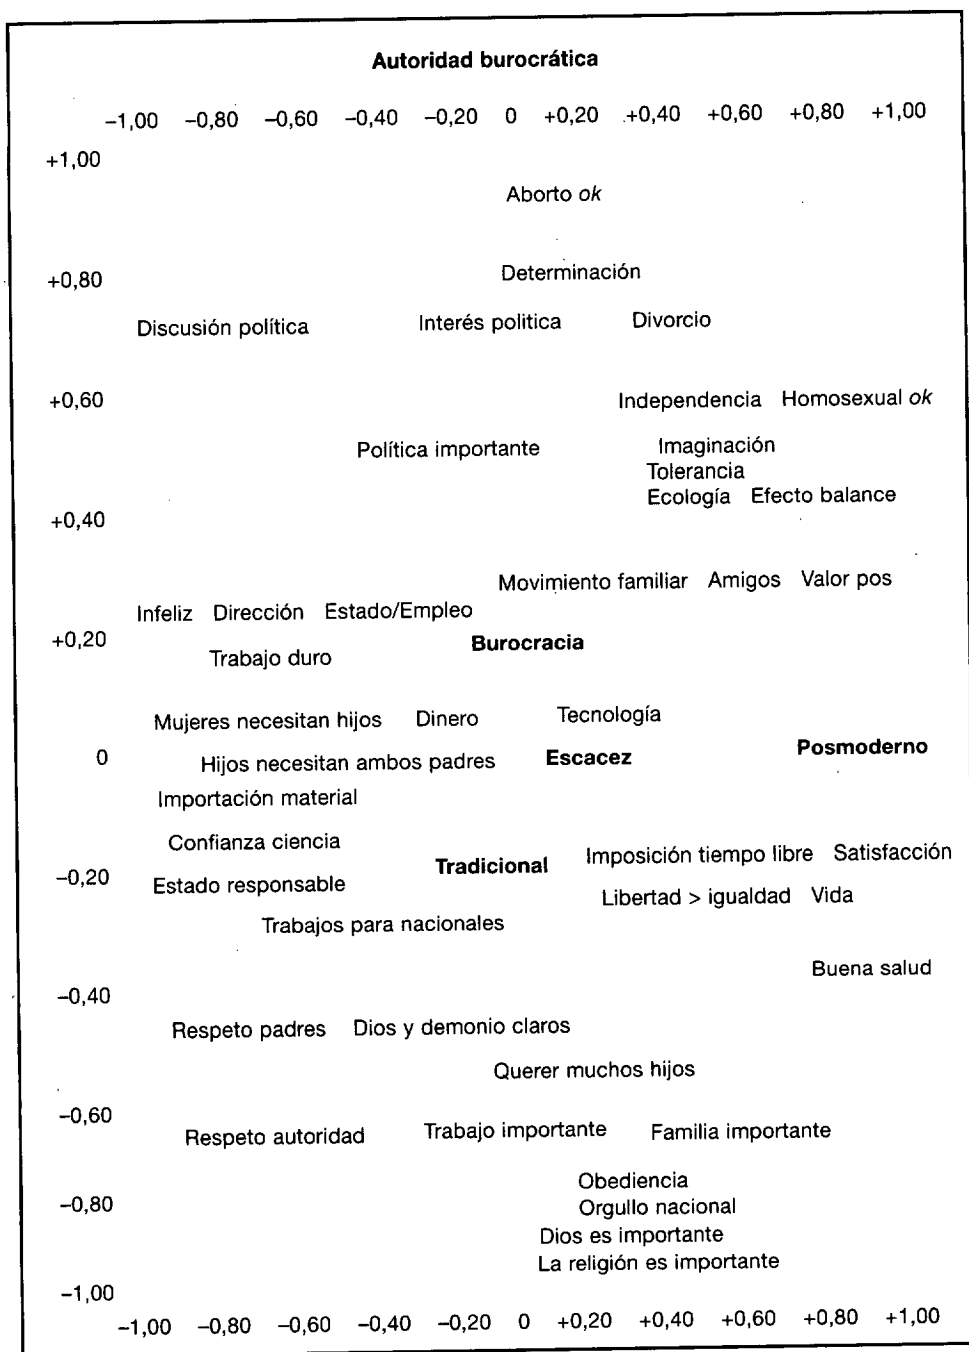 Autoridad burocrática
−1,00 −0,80 −0,60 −0,40 −0,20 0 +0,20 +0,40 +0,60 +0,80 +1,00
+1,00
Aborto ok
+0,80
Determinación
Discusión política Interés politica Divorcio
+0,60
Independencia Homosexual ok
Política importante Imaginación
Tolerancia
Ecología Efecto balance
+0,40
Movimiento familiar Amigos Valor pos
Infeliz Dirección Estado/Empleo
+0,20
Burocracia
Trabajo duro
Mujeres necesitan hijos Dinero Tecnología
0
Hijos necesitan ambos padres Escacez Posmoderno
Importación material
Confianza ciencia
Tradicional Imposición tiempo libre Satisfacción
−0,20
Estado responsable Libertad > igualdad Vida
Trabajos para nacionales
Buena salud
−0,40
Respeto padres Dios y demonio claros
Querer muchos hijos
−0,60
Respeto autoridad Trabajo importante Familia importante
Obediencia
−0,80
Orgullo nacional
Dios es importante
La religión es importante
−1,00
−1,00 −0,80 −0,60 −0,40 −0,20 0 +0,20 +0,40 +0,60 +0,80 +1,00